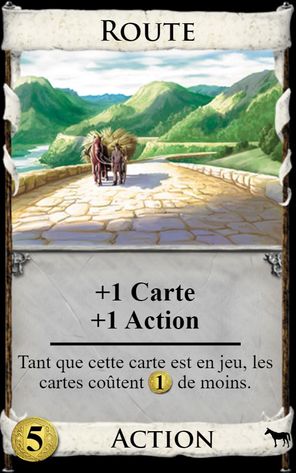 Route
+1 Carte
+1 Action
Tant que cette carte est en jeu, les
cartes coûtent 1 de moins.
5 Action